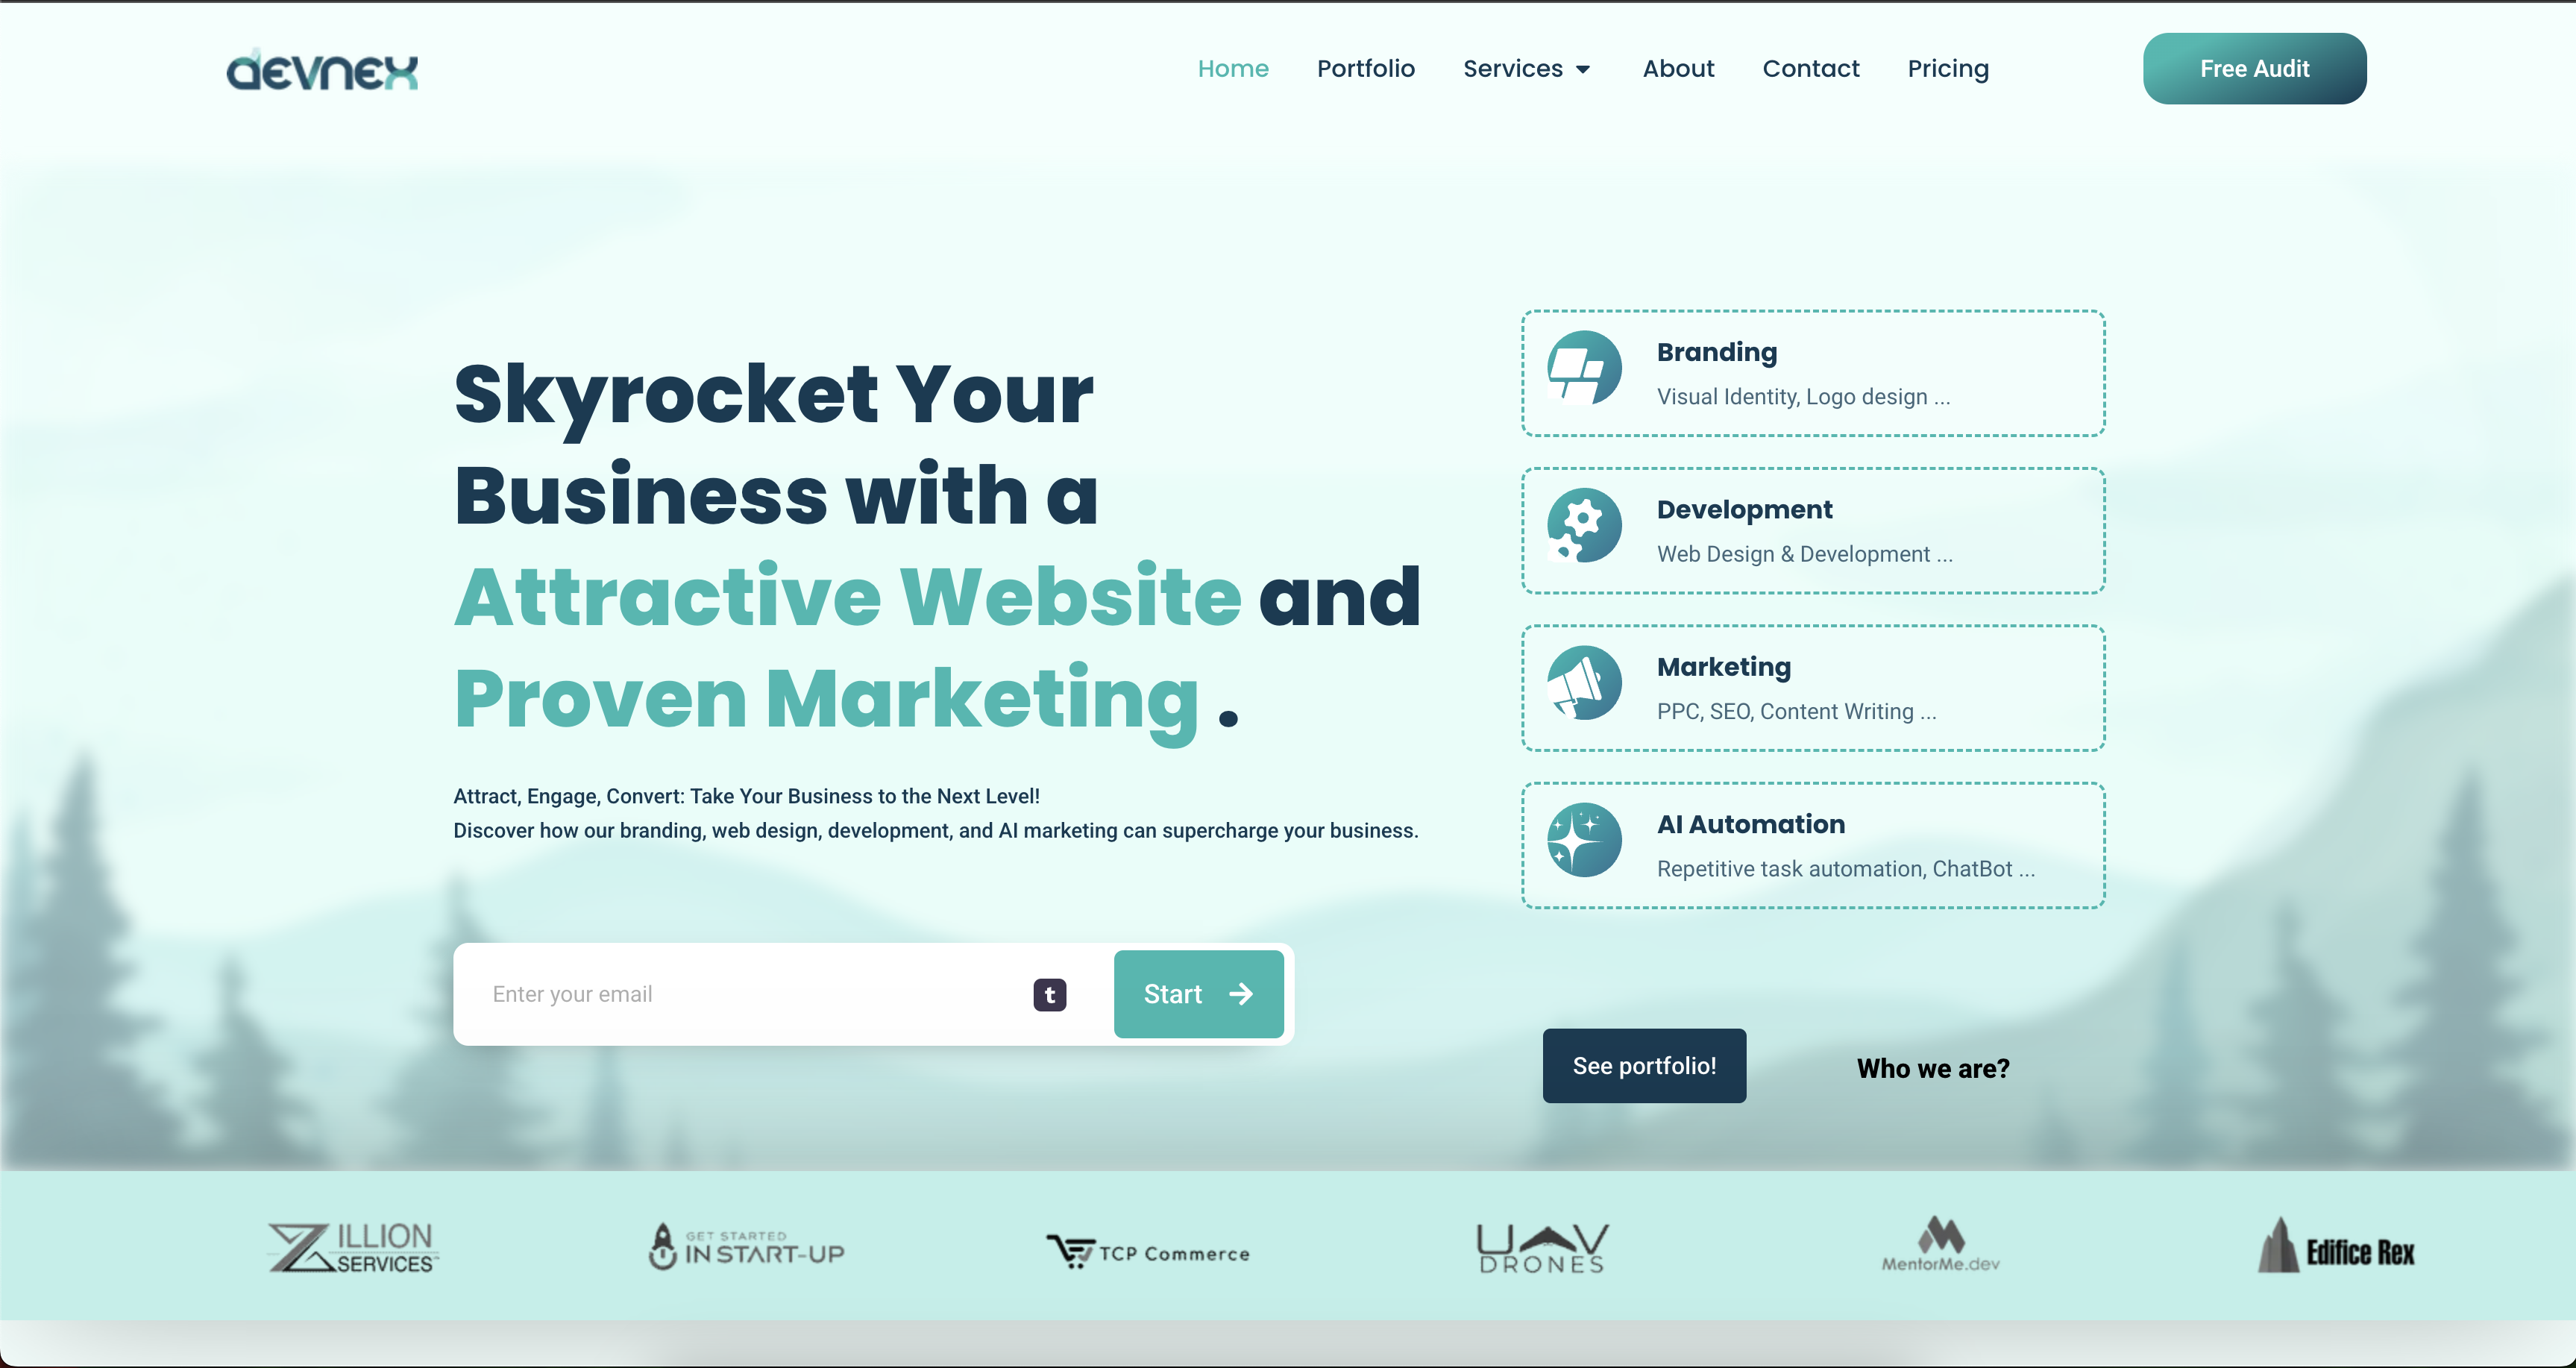 devnex
Home Portfolio Services About Contact Pricing Free Audit
Skyrocket Your
Business with a
Attractive Website and
Proven Marketing .
Attract, Engage, Convert: Take Your Business to the Next Level!
Discover how our branding, web design, development, and AI marketing can supercharge your business.
Enter your email
t
Start
Branding
Visual Identity, Logo design ...
Development
Web Design & Development ...
Marketing
PPC, SEO, Content Writing ...
AI Automation
Repetitive task automation, ChatBot ...
See portfolio!
Who we are?
ZILLION
SERVICES
GET STARTED
IN START-UP
TCP Commerce
UAV
DRONES
MentorMe.dev
Edifice Rex